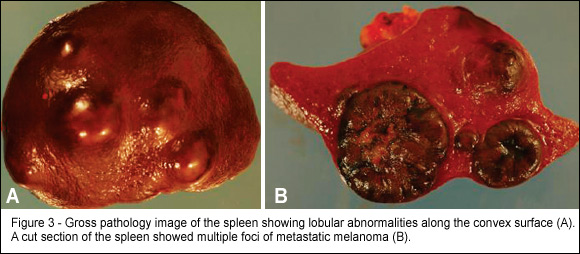 A
B
Figure 3 - Gross pathology image of the spleen showing lobular abnormalities along the convex surface (A).
A cut section of the spleen showed multiple foci of metastatic melanoma (B).